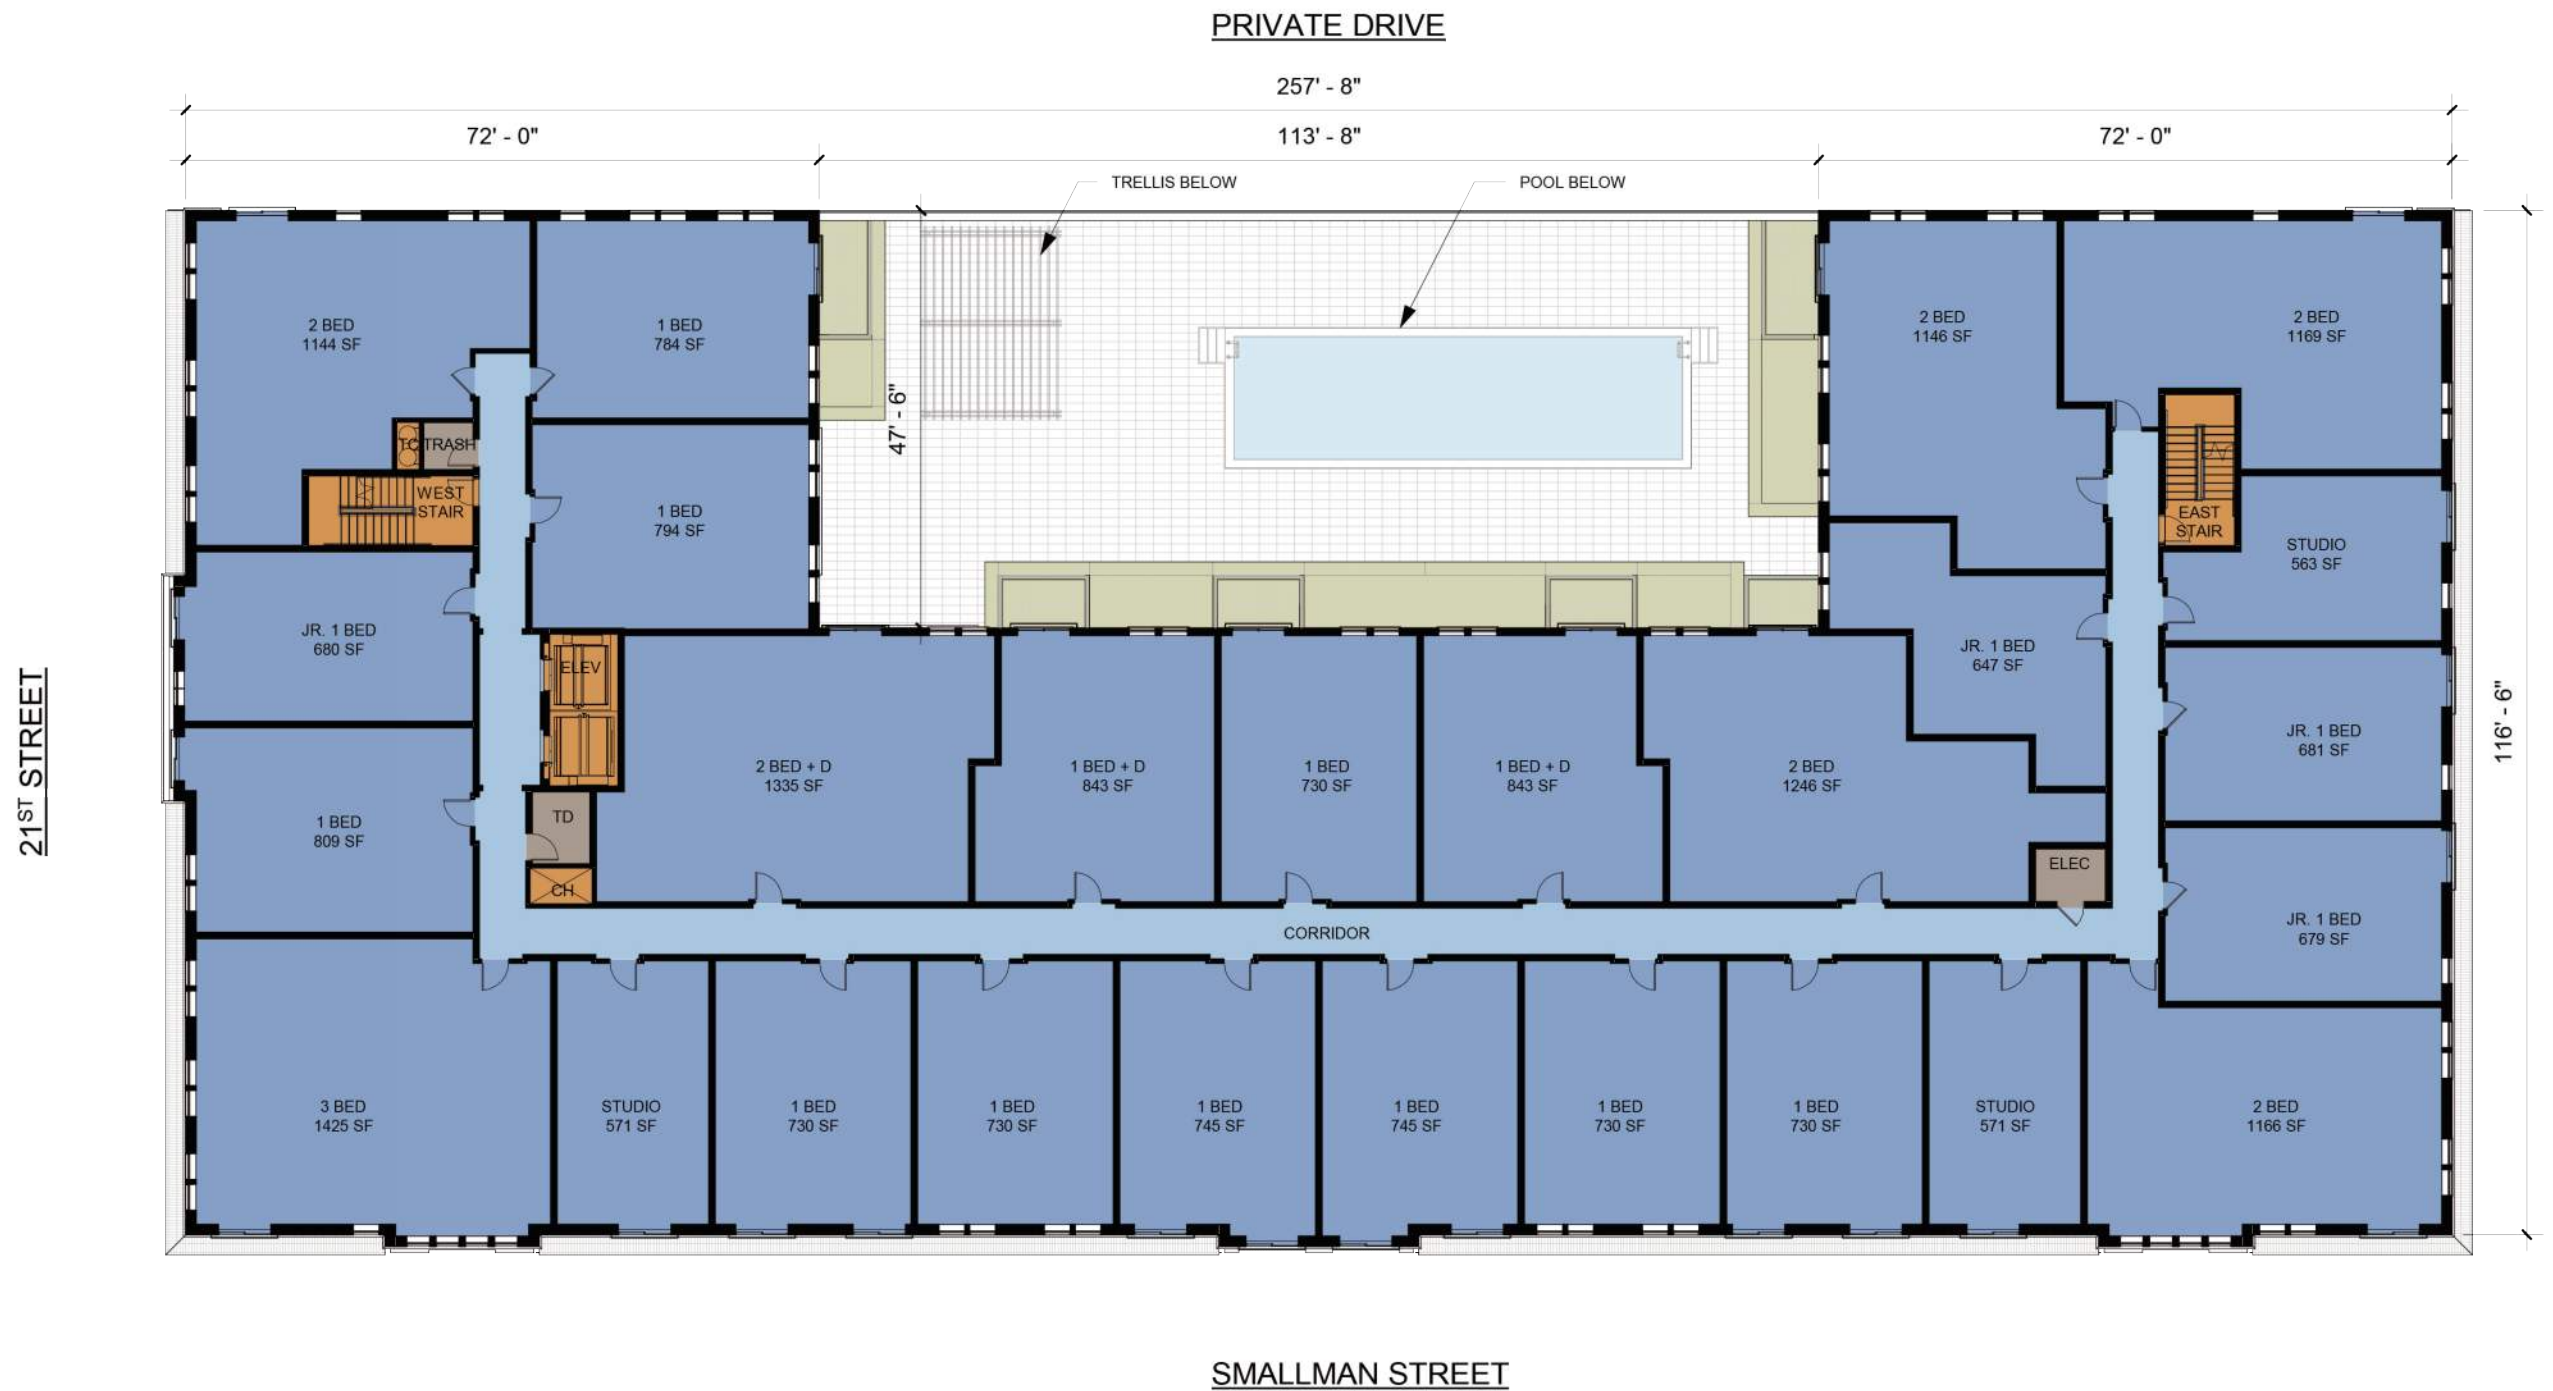 PRIVATE DRIVE
257' - 8"
72' - 0"
113' - 8"
72' - 0"
TRELLIS BELOW
POOL BELOW
2 BED
1144 SF
1 BED
784 SF
2 BED
1146 SF
2 BED
1169 SF
47' - 6"
TC
TRASH
WEST
STAIR
1 BED
794 SF
EAST
STAIR
STUDIO
563 SF
JR. 1 BED
680 SF
ELEV
JR. 1 BED
647 SF
21ST STREET
116' - 6"
2 BED + D
1335 SF
1 BED + D
843 SF
1 BED
730 SF
1 BED + D
843 SF
2 BED
1246 SF
JR. 1 BED
681 SF
1 BED
809 SF
TD
CH
ELEC
CORRIDOR
JR. 1 BED
679 SF
3 BED
1425 SF
STUDIO
571 SF
1 BED
730 SF
1 BED
730 SF
1 BED
745 SF
1 BED
745 SF
1 BED
730 SF
1 BED
730 SF
STUDIO
571 SF
2 BED
1166 SF
SMALLMAN STREET